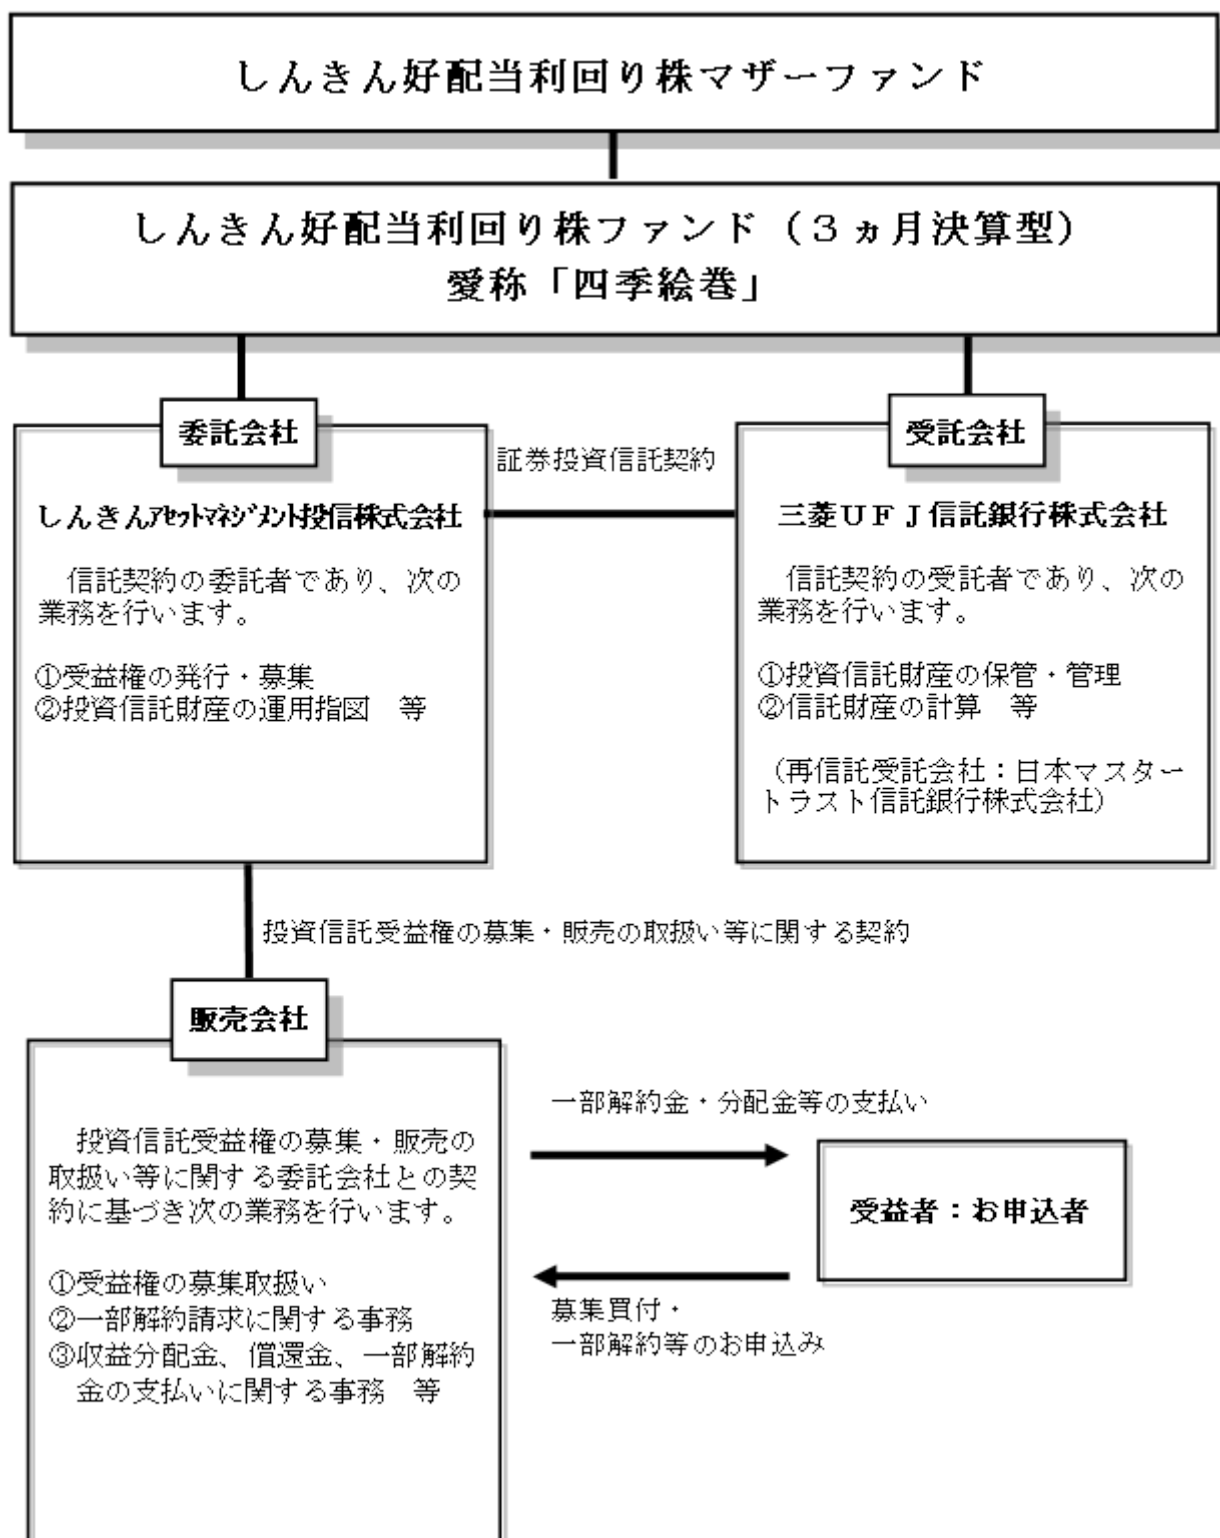 しんきん好配当利回り株マザーファンド
しんきん好配当利回り株ファンド（３ヵ月決算型）
愛称「四季絵巻」
委託会社
しんきんｱｾｯﾄﾏﾈｼﾞﾒﾝﾄ投信株式会社
　信託契約の委託者であり、次の
業務を行います。
①受益権の発行・募集
②投資信託財産の運用指図　等
証券投資信託契約
受託会社
三菱ＵＦＪ信託銀行株式会社
　信託契約の受託者であり、次の
業務を行います。
①投資信託財産の保管・管理
②信託財産の計算　等
（再信託受託会社：日本マスター
トラスト信託銀行株式会社）
投資信託受益権の募集・販売の取扱い等に関する契約
販売会社
　投資信託受益権の募集・販売の
取扱い等に関する委託会社との契
約に基づき次の業務を行います。
①受益権の募集取扱い
②一部解約請求に関する事務
③収益分配金、償還金、一部解約
　金の支払いに関する事務　等
一部解約金・分配金等の支払い
受益者：お申込者
募集買付・
一部解約等のお申込み